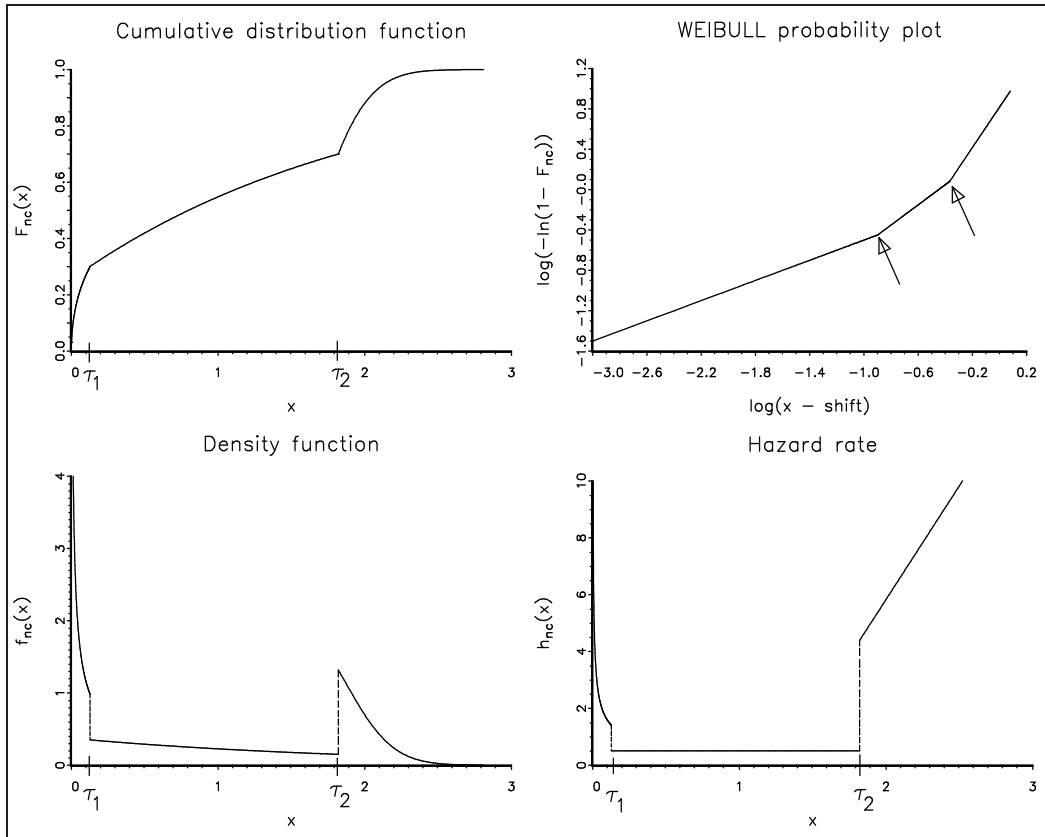 Cumulative distribution function
F_nc(x)
0.0 0.2 0.4 0.6 0.8 1.0
0 τ1 1 τ2 2 3
x
WEIBULL probability plot
log(−ln(1− F_nc))
−1.6 −1.2 −0.8 −0.4 −0.0 0.4 0.8 1.2
−3.0 −2.6 −2.2 −1.8 −1.4 −1.0 −0.6 −0.2 0.2
log(x − shift)
Density function
f_nc(x)
0 1 2 3 4
0 τ1 1 τ2 2 3
x
Hazard rate
h_nc(x)
0 2 4 6 8 10
0 τ1 1 τ2 2 3
x